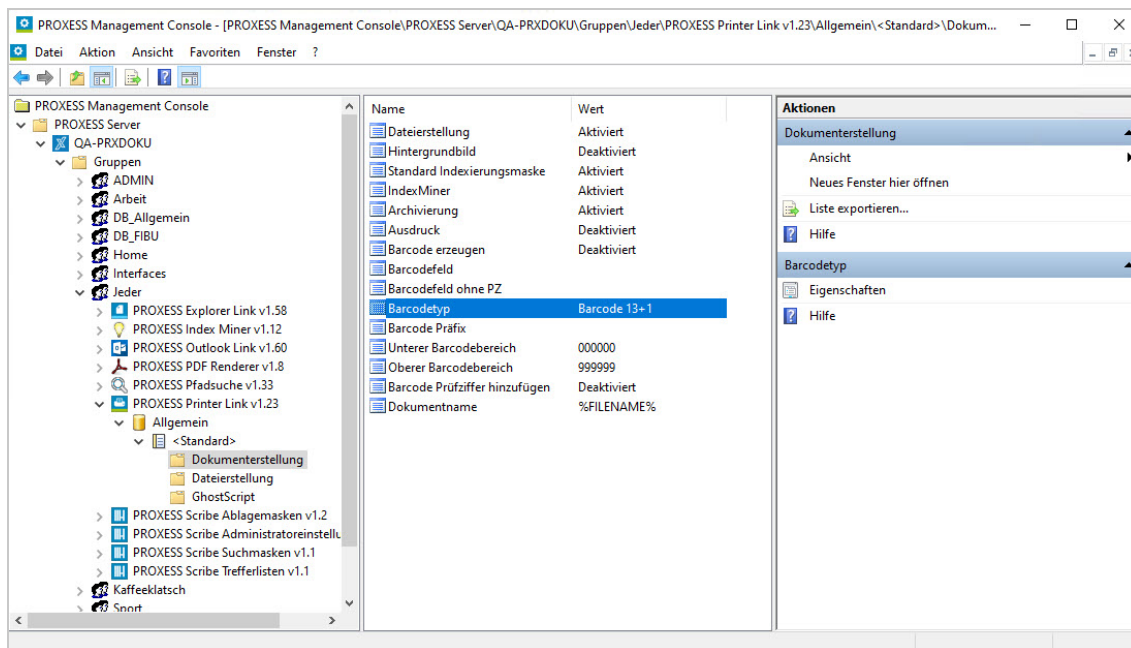 PROXESS Management Console - [PROXESS Management Console\PROXESS Server\QA-PRXDOKU\Gruppen\Jeder\PROXESS Printer Link v1.23\Allgemein\<Standard>\Dokum...
Datei Aktion Ansicht Favoriten Fenster ?
PROXESS Management Console
PROXESS Server
QA-PRXDOKU
Gruppen
ADMIN
Arbeit
DB_Allgemein
DB_FIBU
Home
Interfaces
Jeder
PROXESS Explorer Link v1.58
PROXESS Index Miner v1.12
PROXESS Outlook Link v1.60
PROXESS PDF Renderer v1.8
PROXESS Pfadsuche v1.33
PROXESS Printer Link v1.23
Allgemein
<Standard>
Dokumenterstellung
Dateierstellung
GhostScript
PROXESS Scribe Ablagemasken v1.2
PROXESS Scribe Administratoreinstellu
PROXESS Scribe Suchmasken v1.1
PROXESS Scribe Trefferlisten v1.1
Kaffeeklatsch
Sport
Name Wert
Dateierstellung Aktiviert
Hintergrundbild Deaktiviert
Standard Indexierungsmaske Aktiviert
IndexMiner Aktiviert
Archivierung Aktiviert
Ausdruck Deaktiviert
Barcode erzeugen Deaktiviert
Barcodefeld
Barcodefeld ohne PZ
Barcodetyp Barcode 13+1
Barcode Präfix
Unterer Barcodebereich 000000
Oberer Barcodebereich 999999
Barcode Prüfziffer hinzufügen Deaktiviert
Dokumentname %FILENAME%
Aktionen
Dokumenterstellung
Ansicht
Neues Fenster hier öffnen
Liste exportieren...
Hilfe
Barcodetyp
Eigenschaften
Hilfe